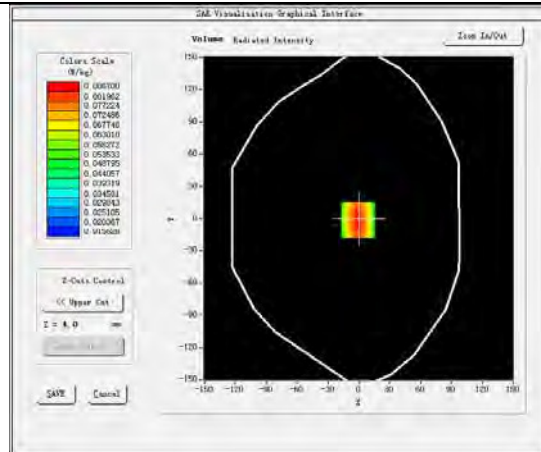 SAR Visualisation Graphical Interface
Volume Radiated Intensity
Zoom In/Out
Colors Scale
(W/kg)
0.086700
0.081962
0.077224
0.072486
0.067748
0.063010
0.058272
0.053533
0.048795
0.044057
0.039319
0.034581
0.029843
0.025105
0.020367
Z-Cuts Control
<< Upper Cut
Z = 4.0 mm
SAVE
Cancel
150
120
90
60
30
0
-30
-60
-90
-120
-150
Y
-150 -120 -90 -60 -30 0 30 60 90 120 150
X